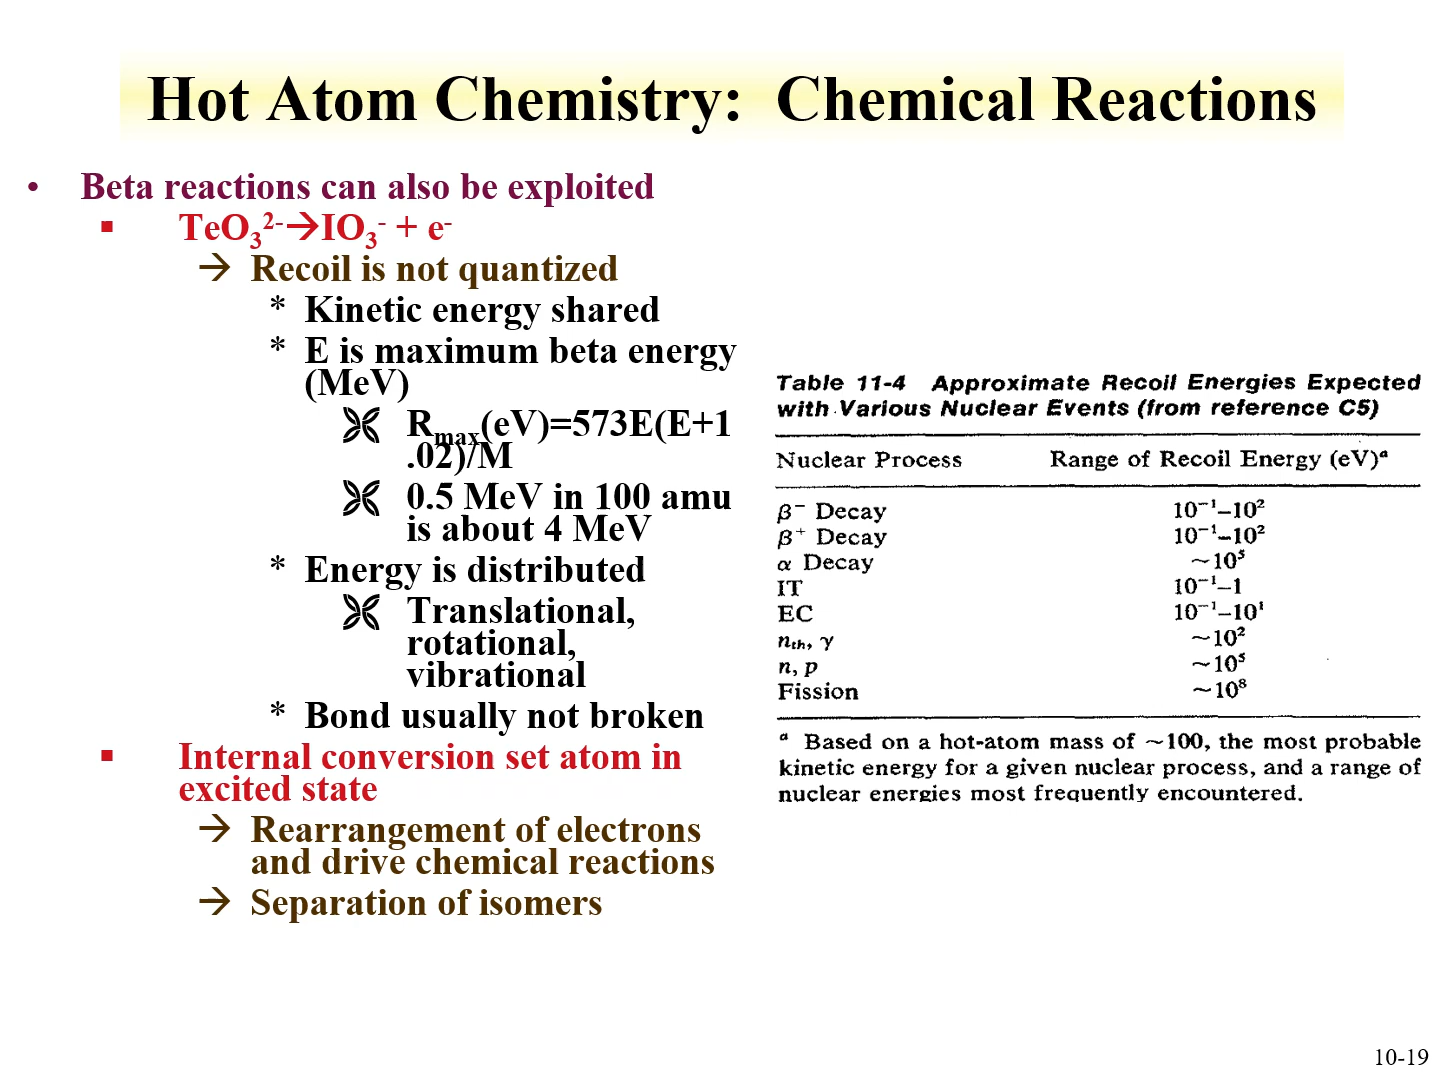 Hot Atom Chemistry:  Chemical Reactions
• Beta reactions can also be exploited
▪ TeO₃²⁻→IO₃⁻ + e⁻
→ Recoil is not quantized
* Kinetic energy shared
* E is maximum beta energy
(MeV)
R_max(eV)=573E(E+1
.02)/M
0.5 MeV in 100 amu
is about 4 MeV
* Energy is distributed
Translational,
rotational,
vibrational
* Bond usually not broken
▪ Internal conversion set atom in
excited state
→ Rearrangement of electrons
and drive chemical reactions
→ Separation of isomers
Table 11-4  Approximate Recoil Energies Expected
with Various Nuclear Events (from reference C5)
Nuclear Process  Range of Recoil Energy (eV)ᵃ
β⁻ Decay  10⁻¹–10²
β⁺ Decay  10⁻¹–10²
α Decay  ~10⁵
IT  10⁻¹–1
EC  10⁻¹–10¹
nₜₕ, γ  ~10²
n, p  ~10⁵
Fission  ~10⁸
ᵃ Based on a hot-atom mass of ~100, the most probable
kinetic energy for a given nuclear process, and a range of
nuclear energies most frequently encountered.
10-19